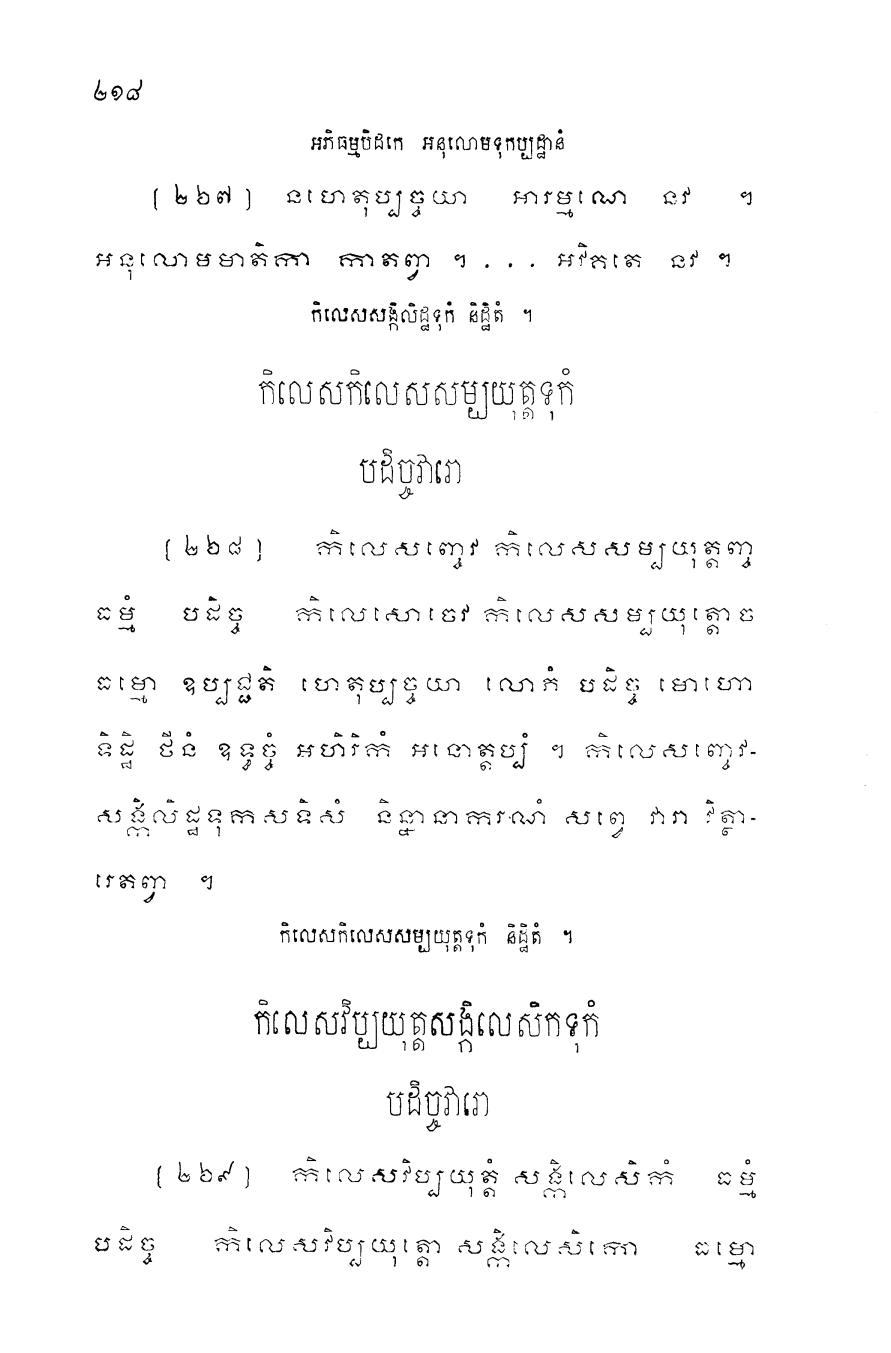 ២១៨
អភិធម្មបិដកេ អនុលោមទុកប្បដ្ឋានំ
(២៦៧) នហេតុប្បច្ចយា អារម្មណេ នវ ។
អនុលោមមាតិកា កាតព្វា ។ ... អវិគតេ នវ ។
កិលេសសង្កិលិដ្ឋទុកំ និដ្ឋិតំ ។
កិលេសកិលេសសម្បយុត្តទុកំ
បដិច្ចវារោ
(២៦៨) កិលេសញ្ចេវ កិលេសសម្បយុត្តញ្ច
ធម្មំ បដិច្ច កិលេសោចេវ កិលេសសម្បយុត្តោច
ធម្មោ ឧប្បជ្ជតិ ហេតុប្បច្ចយា លោភំ បដិច្ច មោហោ
ទិដ្ឋិ ថីនំ ឧទ្ធច្ចំ អហិរិកំ អនោត្តប្បំ ។ កិលេសញ្ចេវ-
សង្កិលិដ្ឋទុកសទិសំ និន្នានាករណំ សព្វេ វារា វិត្ថា-
រេតព្វា ។
កិលេសកិលេសសម្បយុត្តទុកំ និដ្ឋិតំ ។
កិលេសវិប្បយុត្តសង្កិលេសិកទុកំ
បដិច្ចវារោ
(២៦៩) កិលេសវិប្បយុត្តំ សង្កិលេសិកំ ធម្មំ
បដិច្ច កិលេសវិប្បយុត្តោ សង្កិលេសិកោ ធម្មោ